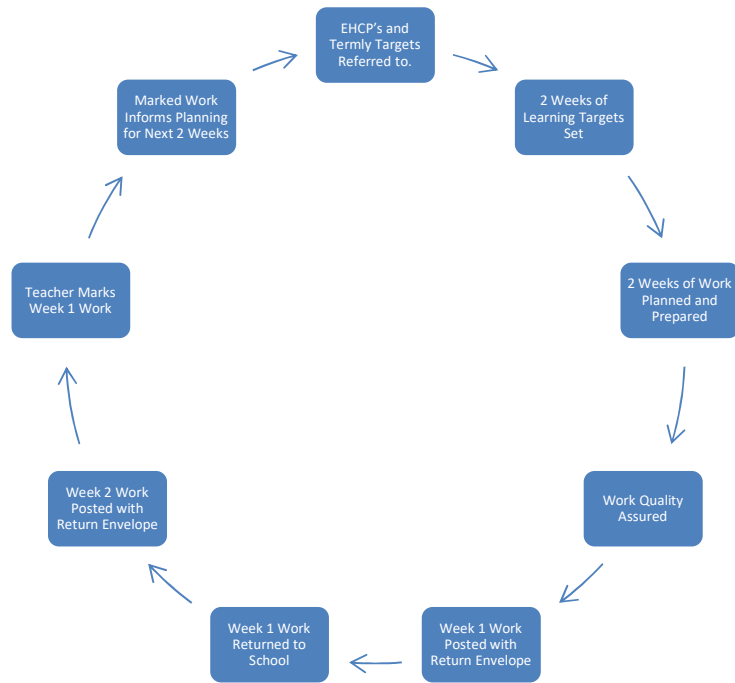 EHCP's and
Termly Targets
Referred to.
2 Weeks of
Learning Targets
Set
2 Weeks of Work
Planned and
Prepared
Work Quality
Assured
Week 1 Work
Posted with
Return Envelope
Week 1 Work
Returned to
School
Week 2 Work
Posted with
Return Envelope
Teacher Marks
Week 1 Work
Marked Work
Informs Planning
for Next 2 Weeks